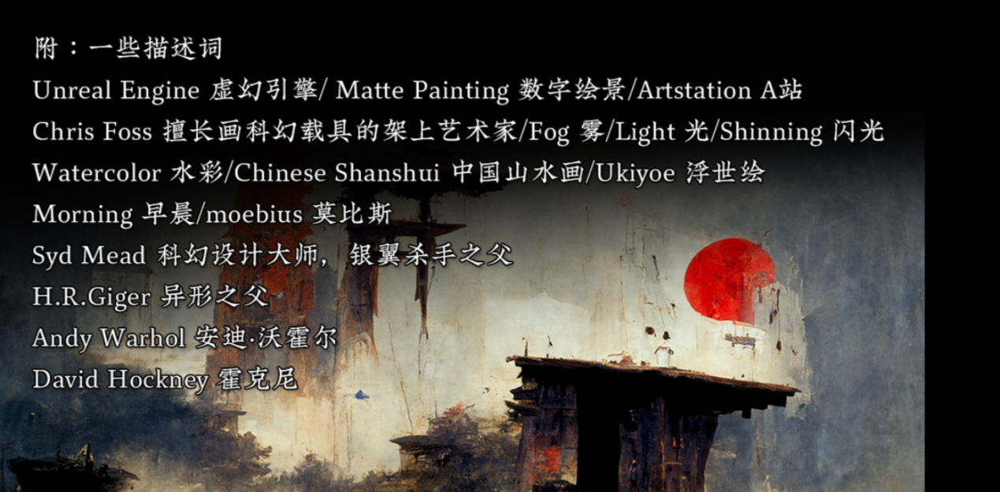 附：一些描述词
Unreal Engine 虚幻引擎/ Matte Painting 数字绘景/Artstation A站
Chris Foss 擅长画科幻载具的架上艺术家/Fog 雾/Light 光/Shinning 闪光
Watercolor 水彩/Chinese Shanshui 中国山水画/Ukiyoe 浮世绘
Morning 早晨/moebius 莫比斯
Syd Mead 科幻设计大师，银翼杀手之父
H.R.Giger 异形之父
Andy Warhol 安迪·沃霍尔
David Hockney 霍克尼